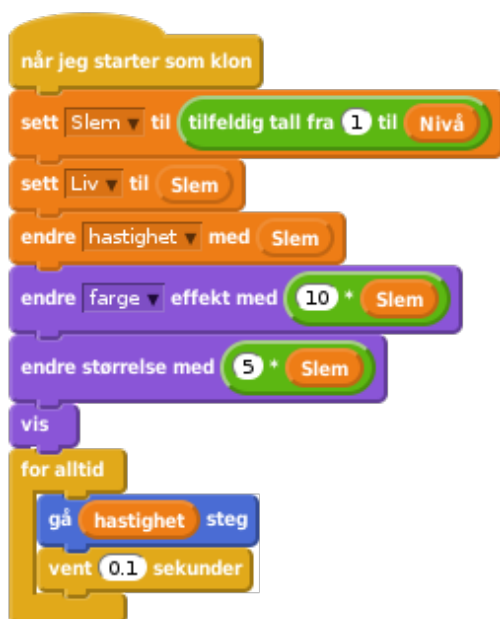 når jeg starter som klon
sett Slem til tilfeldig tall fra 1 til Nivå
sett Liv til Slem
endre hastighet med Slem
endre farge effekt med 10 * Slem
endre størrelse med 5 * Slem
vis
for alltid
gå hastighet steg
vent 0.1 sekunder